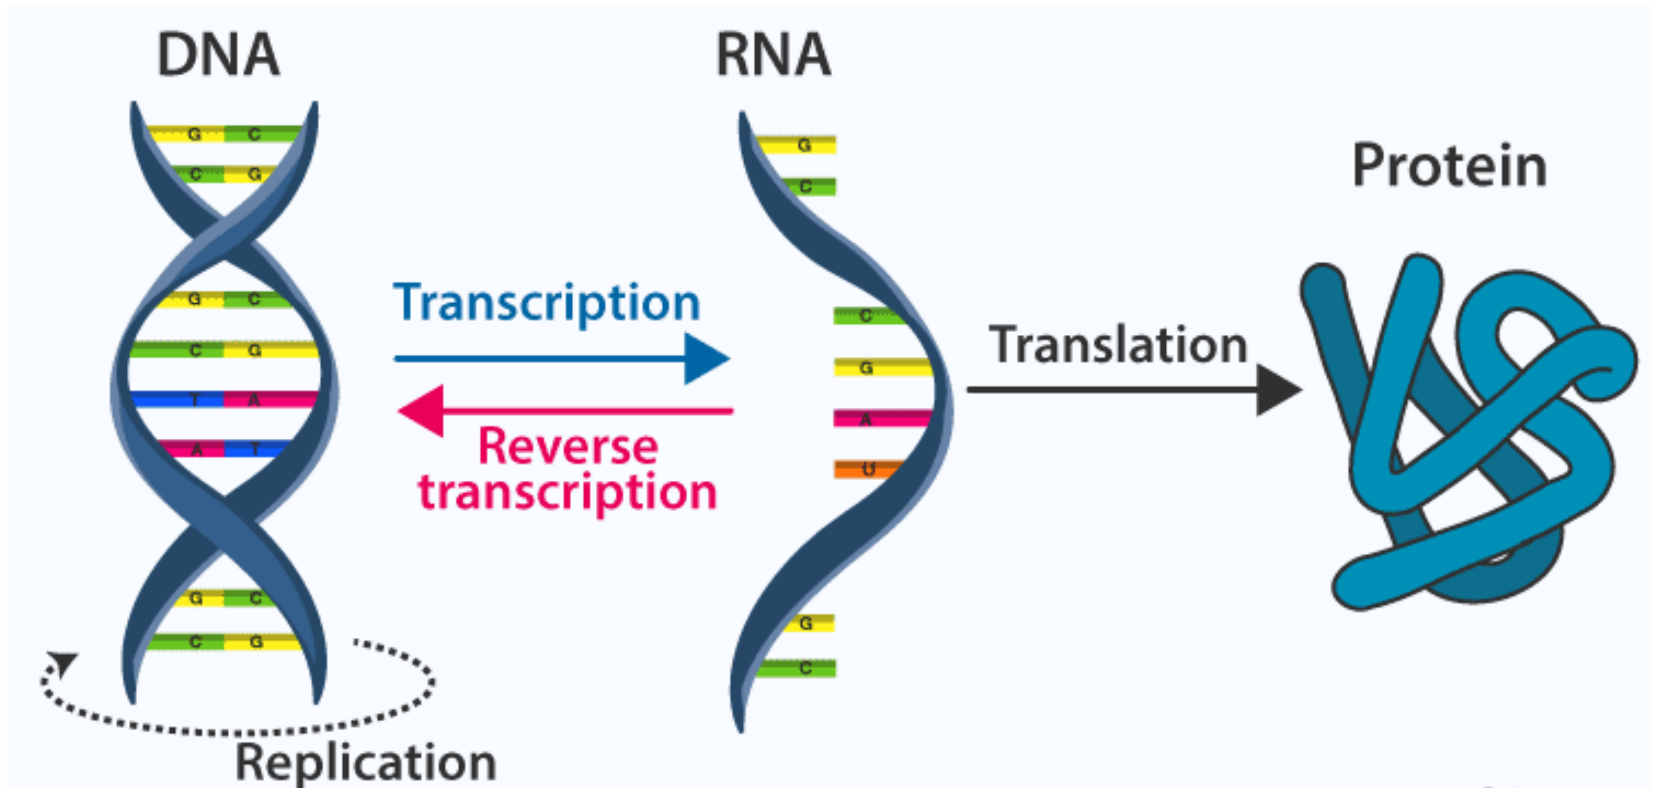 DNA
RNA
Protein
G C
C G
G C
C G
T A
A T
G C
C G
Replication
Transcription
Reverse
transcription
G
C
C
G
A
U
G
C
Translation